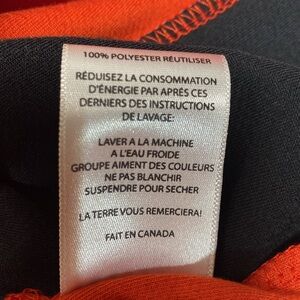 100% POLYESTER RÉUTILISER
RÉDUISEZ LA CONSOMMATION
D'ÉNERGIE PAR APRÈS CES
DERNIERS DES INSTRUCTIONS
DE LAVAGE:
LAVER A LA MACHINE
A L'EAU FROIDE
GROUPE AIMENT DES COULEURS
NE PAS BLANCHIR
SUSPENDRE POUR SECHER
LA TERRE VOUS REMERCIERA!
FAIT EN CANADA